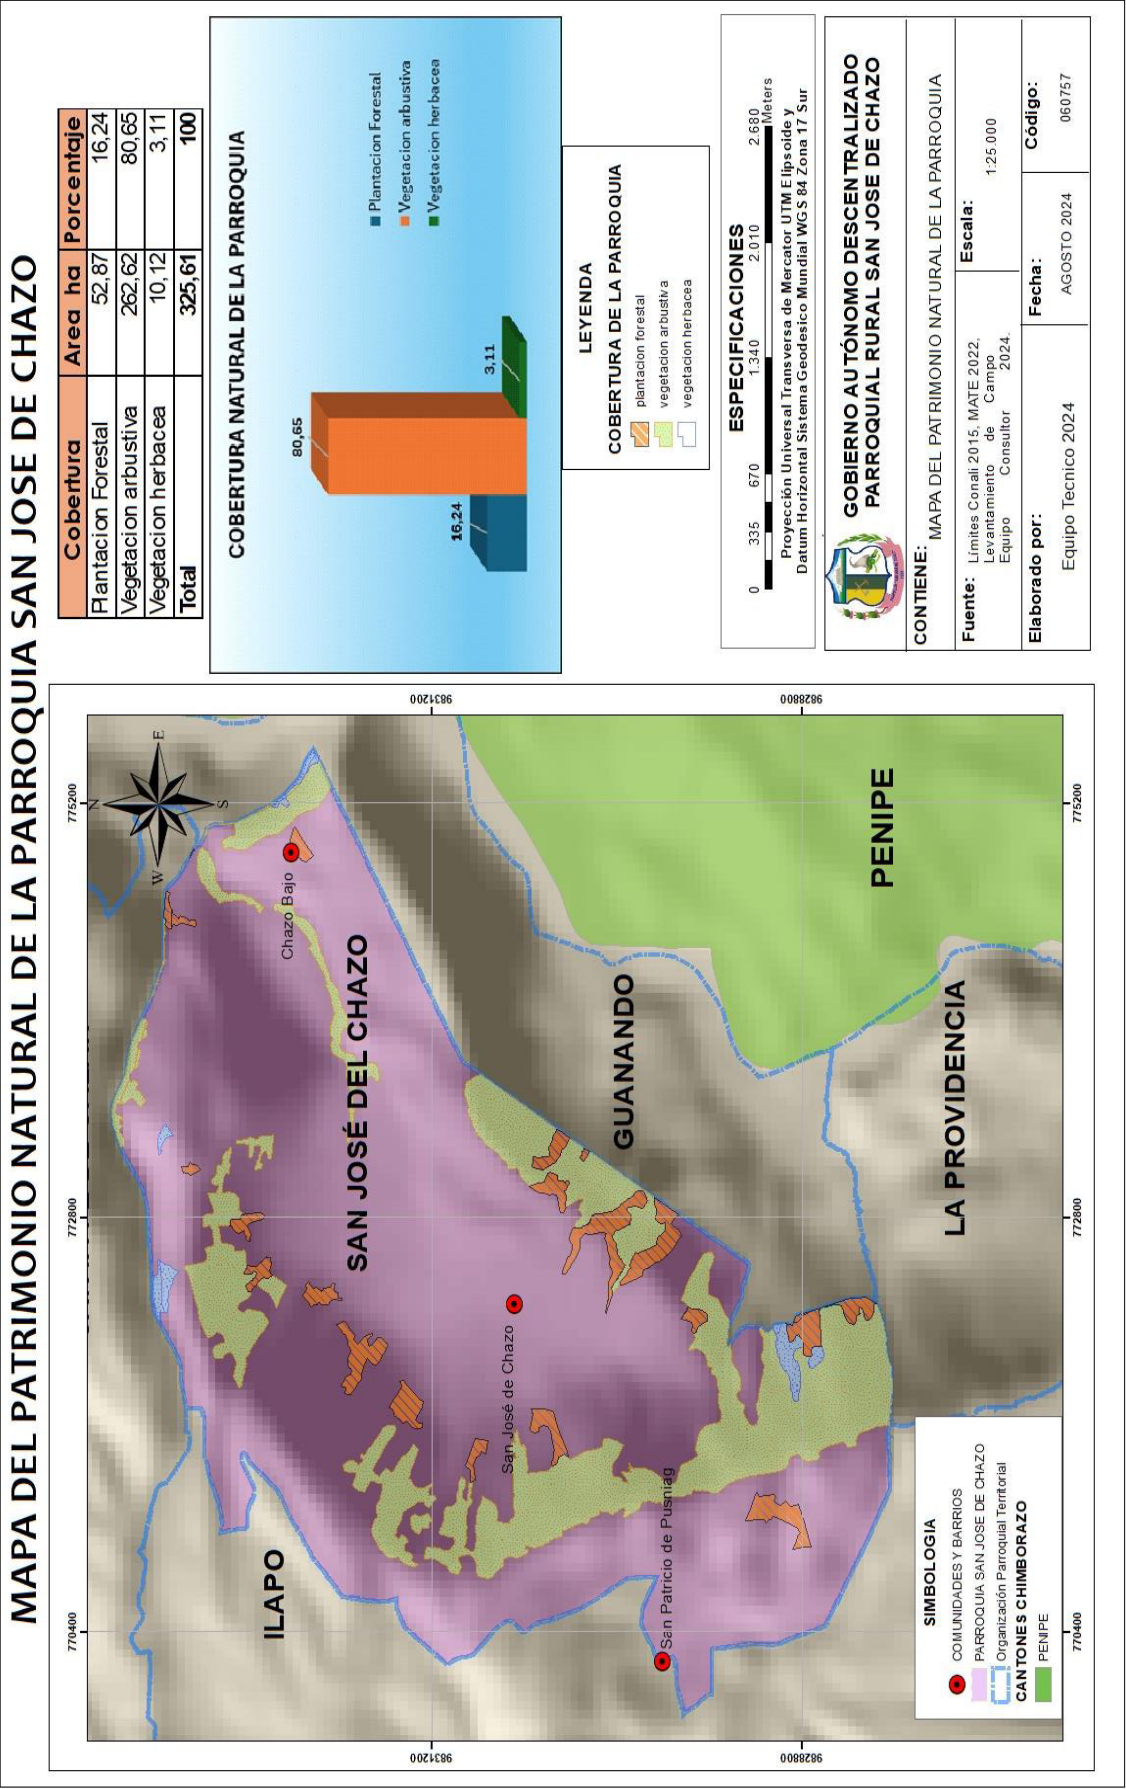 MAPA DEL PATRIMONIO NATURAL DE LA PARROQUIA SAN JOSE DE CHAZO
775200
772800
770400
9831200
9828800
N
E
S
W
ILAPO
SAN JOSÉ DEL CHAZO
GUANANDO
PENIPE
LA PROVIDENCIA
Chazo Bajo
San José de Chazo
San Patricio de Pusniag
SIMBOLOGIA
COMUNIDADES Y BARRIOS
PARROQUIA SAN JOSE DE CHAZO
Organización Parroquial Territorial
CANTONES CHIMBORAZO
PENIPE
9831200
9828800
775200
772800
770400
Cobertura Area ha Porcentaje
Plantacion Forestal 52,87 16,24
Vegetacion arbustiva 262,62 80,65
Vegetacion herbacea 10,12 3,11
Total 325,61 100
COBERTURA NATURAL DE LA PARROQUIA
80,65
16,24
3,11
Plantacion Forestal
Vegetacion arbustiva
Vegetacion herbacea
LEYENDA
COBERTURA DE LA PARROQUIA
plantacion forestal
vegetacion arbustiva
vegetacion herbacea
ESPECIFICACIONES
0 335 670 1.340 2.010 2.680
Meters
Proyección Universal Transversa de Mercator UTM Elipsoide y
Datum Horizontal Sistema Geodesico Mundial WGS 84 Zona 17 Sur
GOBIERNO AUTÓNOMO DESCENTRALIZADO
PARROQUIAL RURAL SAN JOSE DE CHAZO
CONTIENE: MAPA DEL PATRIMONIO NATURAL DE LA PARROQUIA
Fuente: Límites Conali 2015, MATE 2022,
Levantamiento de Campo
Equipo Consultor 2024.
Escala:
1:25.000
Elaborado por:
Equipo Tecnico 2024
Fecha:
AGOSTO 2024
Código:
060757